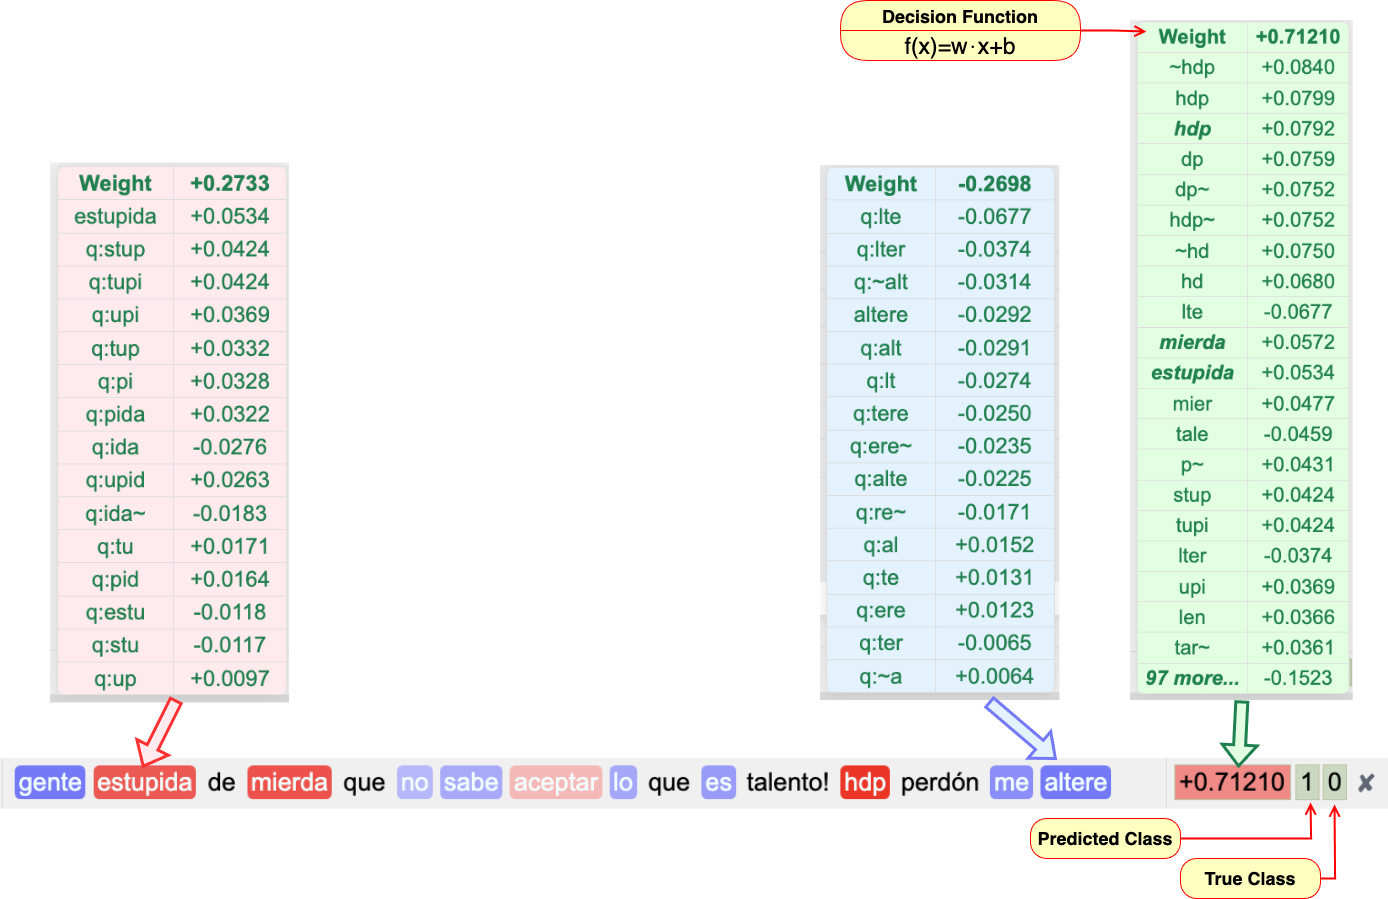 Decision Function
f(x)=w·x+b
Weight +0.71210
~hdp +0.0840
hdp +0.0799
hdp +0.0792
dp +0.0759
dp~ +0.0752
hdp~ +0.0752
~hd +0.0750
hd +0.0680
lte -0.0677
mierda +0.0572
estupida +0.0534
mier +0.0477
tale -0.0459
p~ +0.0431
stup +0.0424
tupi +0.0424
lter -0.0374
upi +0.0369
len +0.0366
tar~ +0.0361
97 more... -0.1523
Weight +0.2733
estupida +0.0534
q:stup +0.0424
q:tupi +0.0424
q:upi +0.0369
q:tup +0.0332
q:pi +0.0328
q:pida +0.0322
q:ida -0.0276
q:upid +0.0263
q:ida~ -0.0183
q:tu +0.0171
q:pid +0.0164
q:estu -0.0118
q:stu -0.0117
q:up +0.0097
Weight -0.2698
q:lte -0.0677
q:lter -0.0374
q:~alt -0.0314
altere -0.0292
q:alt -0.0291
q:lt -0.0274
q:tere -0.0250
q:ere~ -0.0235
q:alte -0.0225
q:re~ -0.0171
q:al +0.0152
q:te +0.0131
q:ere +0.0123
q:ter -0.0065
q:~a +0.0064
gente estupida de mierda que no sabe aceptar lo que es talento! hdp perdón me altere +0.71210 1 0 ✘
Predicted Class
True Class